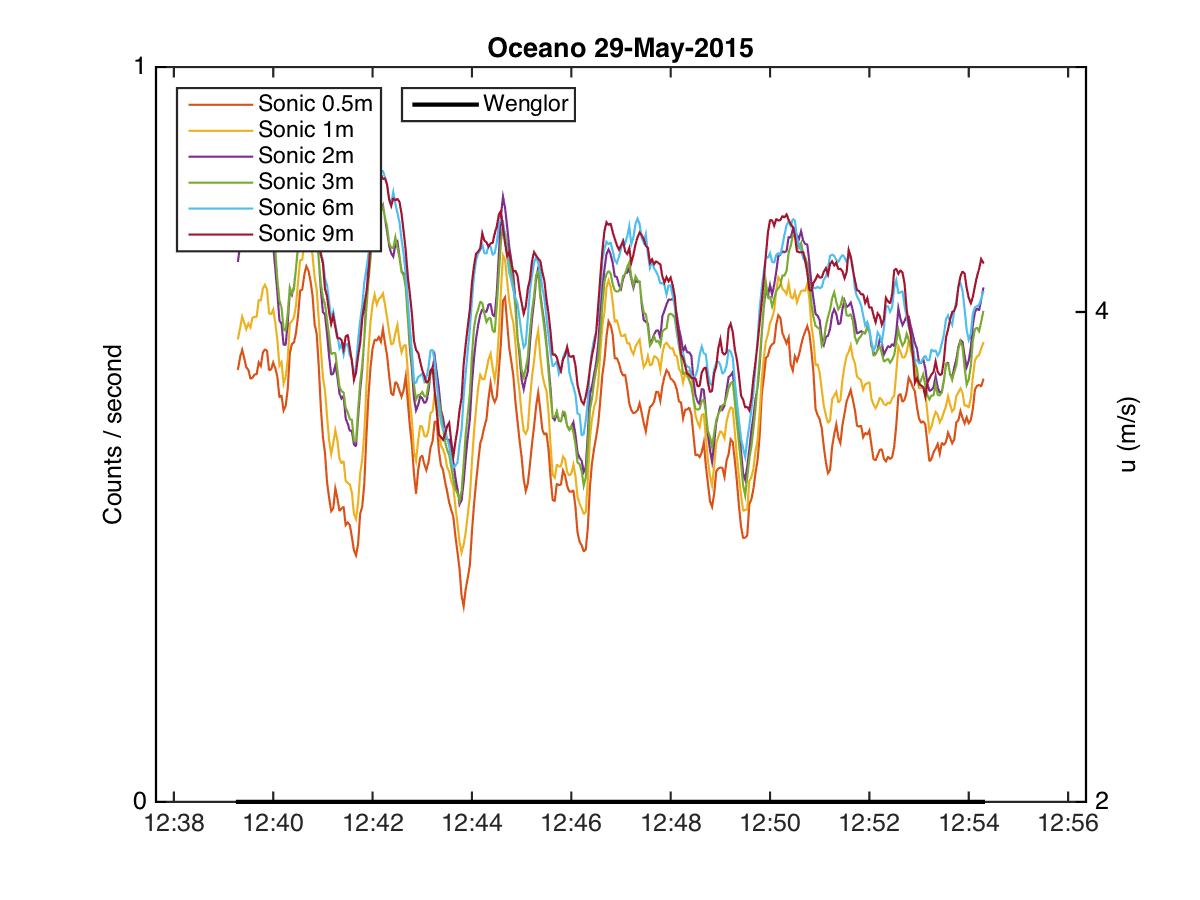 Oceano 29-May-2015
1
Sonic 0.5m
Sonic 1m
Sonic 2m
Sonic 3m
Sonic 6m
Sonic 9m
Wenglor
Counts / second
4
u (m/s)
0
2
12:38 12:40 12:42 12:44 12:46 12:48 12:50 12:52 12:54 12:56